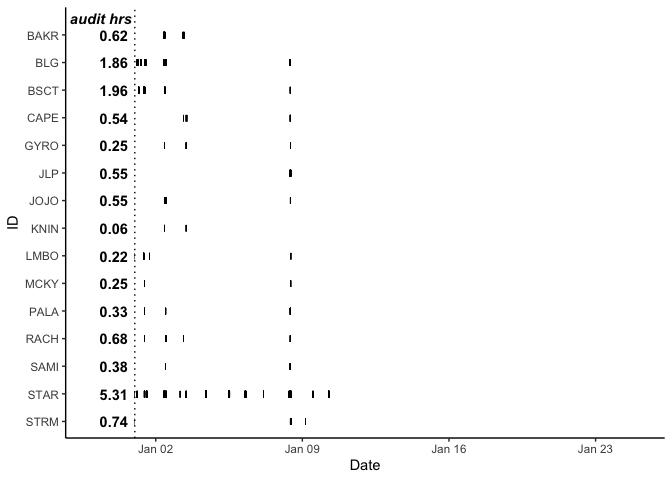 audit hrs
BAKR 0.62
BLG 1.86
BSCT 1.96
CAPE 0.54
GYRO 0.25
JLP 0.55
JOJO 0.55
KNIN 0.06
LMBO 0.22
MCKY 0.25
PALA 0.33
RACH 0.68
SAMI 0.38
STAR 5.31
STRM 0.74
ID
Jan 02 Jan 09 Jan 16 Jan 23
Date